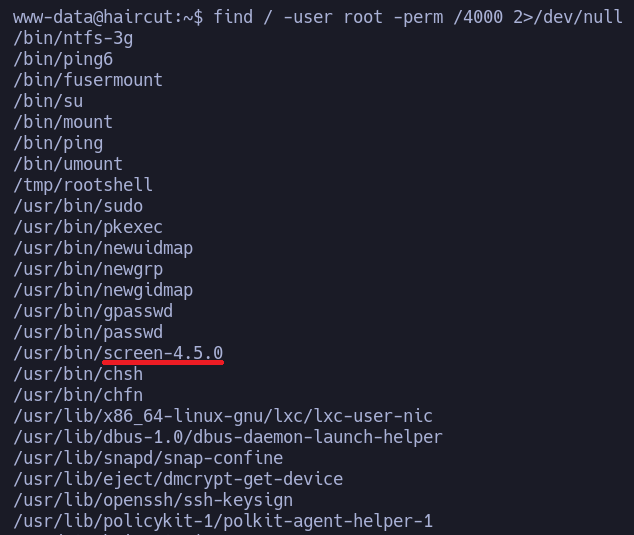 www-data@haircut:~$ find / -user root -perm /4000 2>/dev/null
/bin/ntfs-3g
/bin/ping6
/bin/fusermount
/bin/su
/bin/mount
/bin/ping
/bin/umount
/tmp/rootshell
/usr/bin/sudo
/usr/bin/pkexec
/usr/bin/newuidmap
/usr/bin/newgrp
/usr/bin/newgidmap
/usr/bin/gpasswd
/usr/bin/passwd
/usr/bin/screen-4.5.0
/usr/bin/chsh
/usr/bin/chfn
/usr/lib/x86_64-linux-gnu/lxc/lxc-user-nic
/usr/lib/dbus-1.0/dbus-daemon-launch-helper
/usr/lib/snapd/snap-confine
/usr/lib/eject/dmcrypt-get-device
/usr/lib/openssh/ssh-keysign
/usr/lib/policykit-1/polkit-agent-helper-1